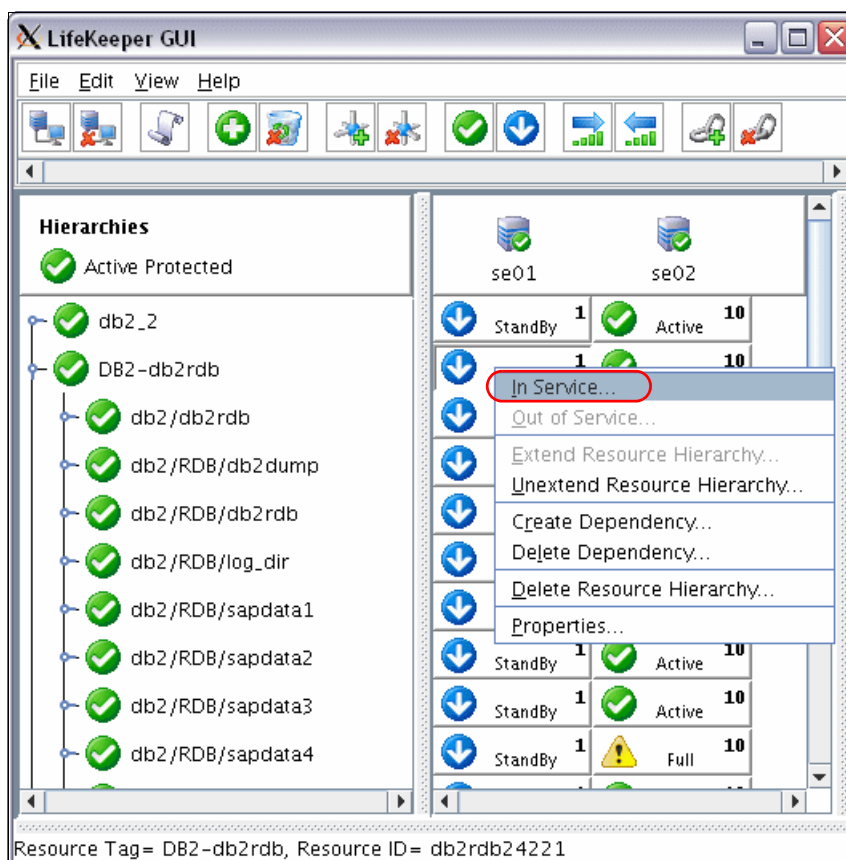 LifeKeeper GUI
File Edit View Help
Hierarchies
Active Protected
se01 se02
db2_2
StandBy 1 Active 10
DB2-db2rdb
1 10
In Service...
Out of Service...
Extend Resource Hierarchy...
Unextend Resource Hierarchy...
Create Dependency...
Delete Dependency...
Delete Resource Hierarchy...
Properties...
db2/db2rdb
db2/RDB/db2dump
db2/RDB/db2rdb
db2/RDB/log_dir
db2/RDB/sapdata1
db2/RDB/sapdata2
StandBy 1 Active 10
db2/RDB/sapdata3
StandBy 1 Active 10
db2/RDB/sapdata4
StandBy 1 Full 10
Resource Tag= DB2-db2rdb, Resource ID= db2rdb24221